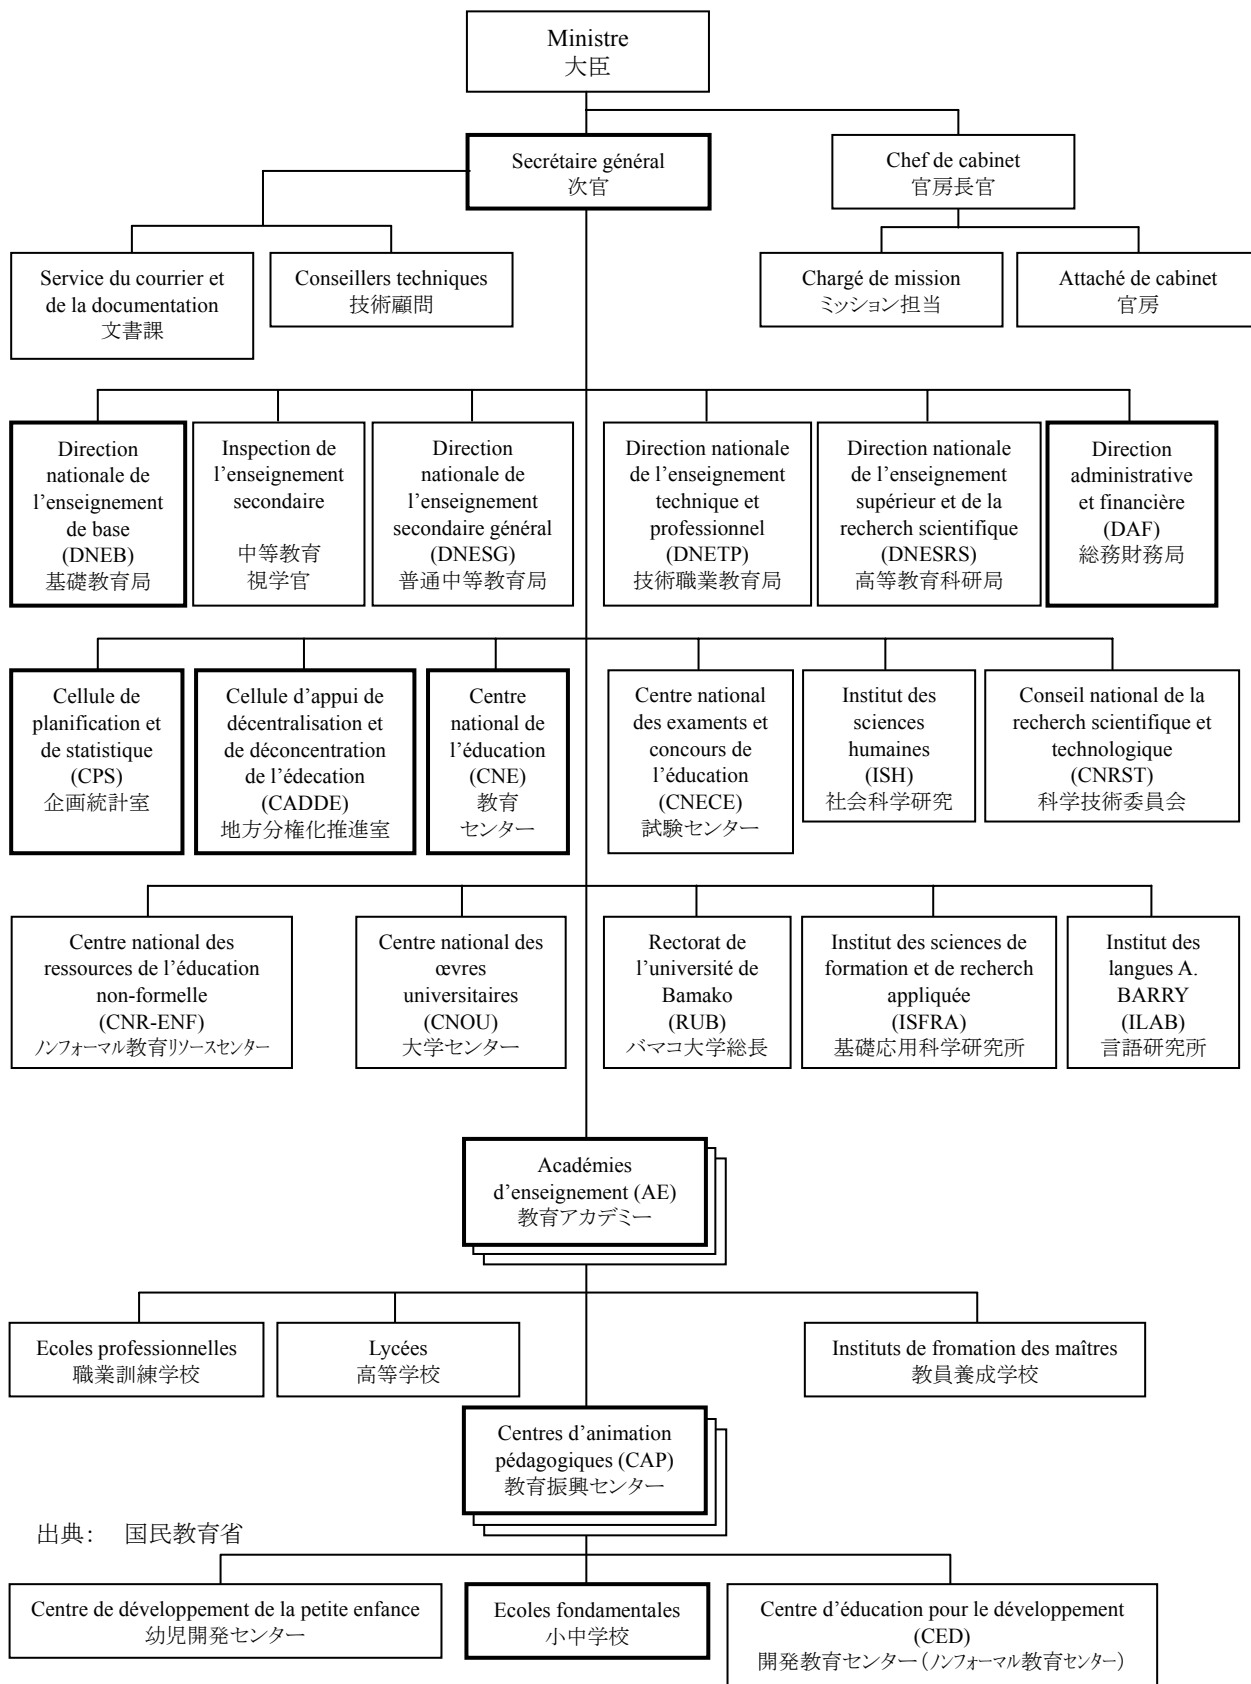 Ministre
大臣
Secrétaire général
次官
Chef de cabinet
官房長官
Service du courrier et
de la documentation
文書課
Conseillers techniques
技術顧問
Chargé de mission
ミッション担当
Attaché de cabinet
官房
Direction
nationale de
l’enseignement
de base
(DNEB)
基礎教育局
Inspection de
l’enseignement
secondaire
中等教育
視学官
Direction
nationale de
l’enseignement
secondaire général
(DNESG)
普通中等教育局
Direction nationale
de l’enseignement
technique et
professionnel
(DNETP)
技術職業教育局
Direction nationale
de l’enseignement
supérieur et de la
recherch scientifique
(DNESRS)
高等教育科研局
Direction
administrative
et financière
(DAF)
総務財務局
Cellule de
planification et
de statistique
(CPS)
企画統計室
Cellule d’appui de
décentralisation et
de déconcentration
de l’édecation
(CADDE)
地方分権化推進室
Centre
national de
l’éducation
(CNE)
教育
センター
Centre national
des examents et
concours de
l’éducation
(CNECE)
試験センター
Institut des
sciences
humaines
(ISH)
社会科学研究
Conseil national de la
recherch scientifique et
technologique
(CNRST)
科学技術委員会
Centre national des
ressources de l’éducation
non-formelle
(CNR-ENF)
ノンフォーマル教育リソースセンター
Centre national des
œvres
universitaires
(CNOU)
大学センター
Rectorat de
l’université de
Bamako
(RUB)
バマコ大学総長
Institut des sciences de
formation et de recherch
appliquée
(ISFRA)
基礎応用科学研究所
Institut des
langues A.
BARRY
(ILAB)
言語研究所
Académies
d’enseignement (AE)
教育アカデミー
Ecoles professionnelles
職業訓練学校
Lycées
高等学校
Instituts de fromation des maîtres
教員養成学校
Centres d’animation
pédagogiques (CAP)
教育振興センター
出典： 国民教育省
Centre de développement de la petite enfance
幼児開発センター
Ecoles fondamentales
小中学校
Centre d’éducation pour le développement
(CED)
開発教育センター（ノンフォーマル教育センター）